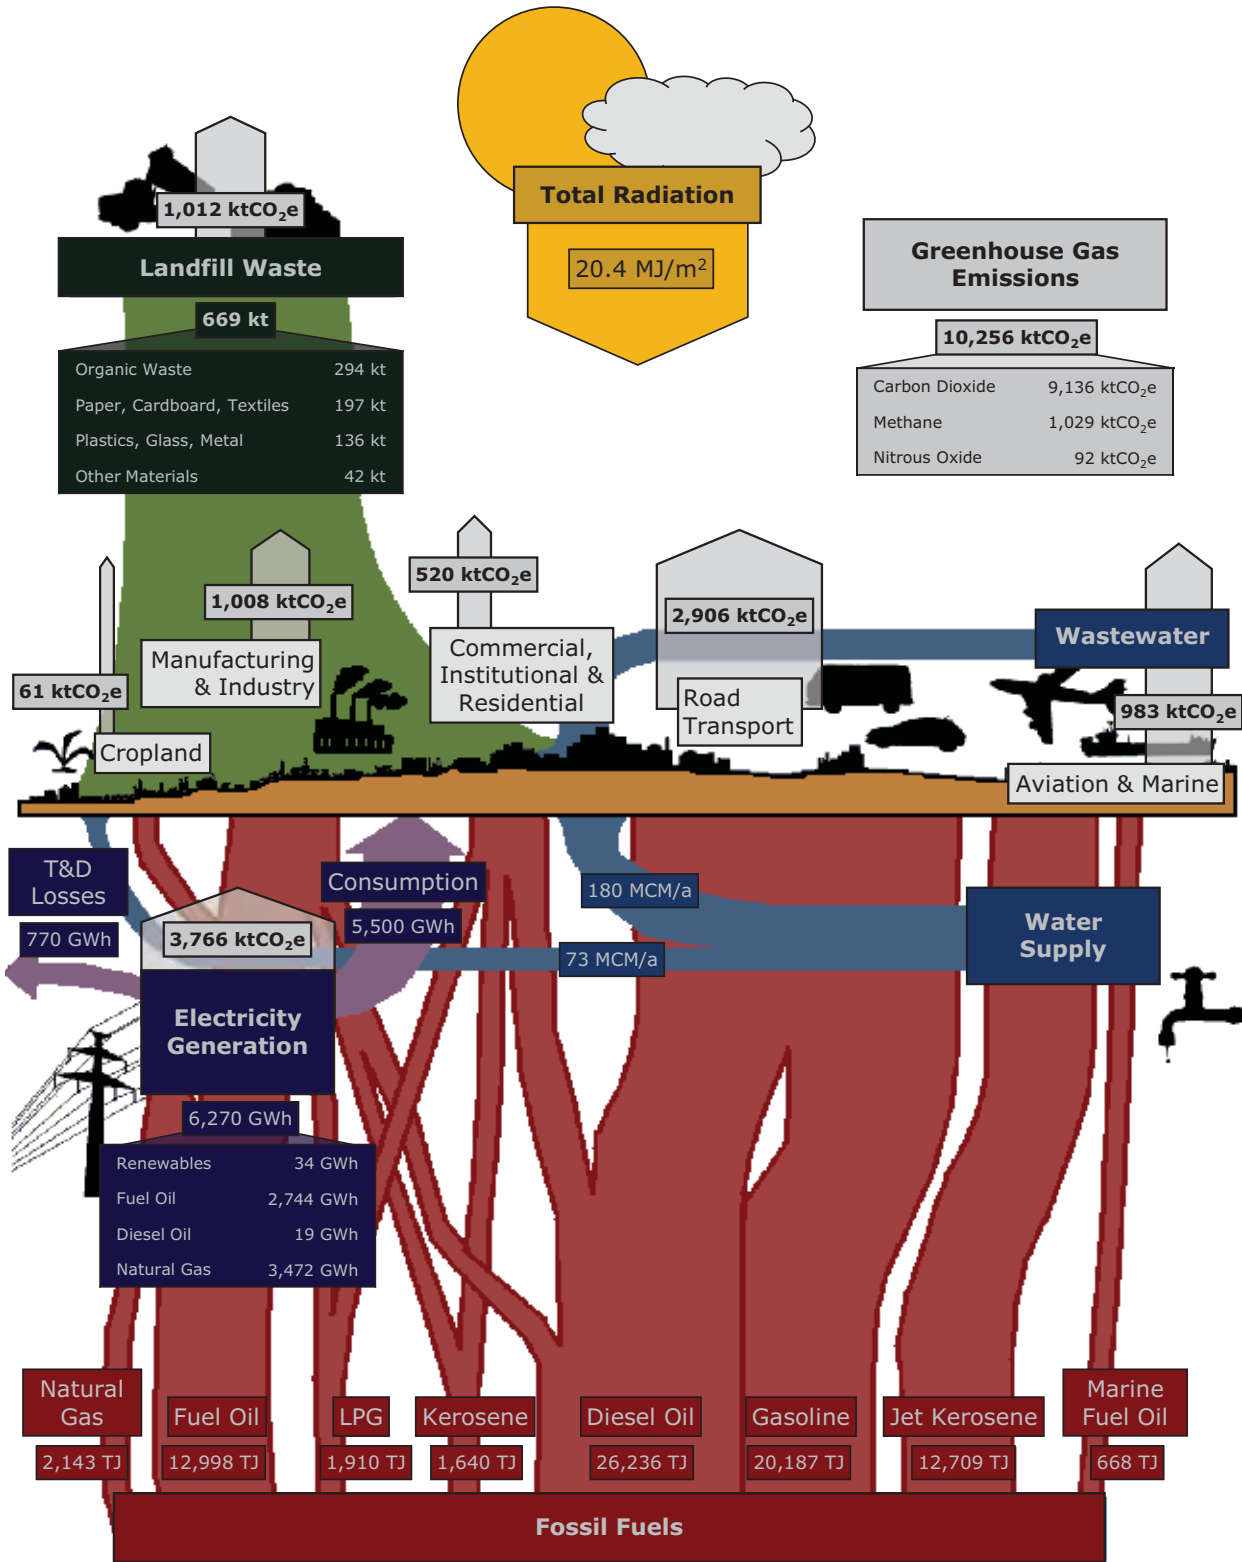 Total Radiation
20.4 MJ/m²
1,012 ktCO₂e
Landfill Waste
669 kt
Organic Waste 294 kt
Paper, Cardboard, Textiles 197 kt
Plastics, Glass, Metal 136 kt
Other Materials 42 kt
Greenhouse Gas
Emissions
10,256 ktCO₂e
Carbon Dioxide 9,136 ktCO₂e
Methane 1,029 ktCO₂e
Nitrous Oxide 92 ktCO₂e
61 ktCO₂e
Cropland
1,008 ktCO₂e
Manufacturing
& Industry
520 ktCO₂e
Commercial,
Institutional &
Residential
2,906 ktCO₂e
Road
Transport
Wastewater
983 ktCO₂e
Aviation & Marine
T&D
Losses
770 GWh
3,766 ktCO₂e
Consumption
5,500 GWh
180 MCM/a
73 MCM/a
Water
Supply
Electricity
Generation
6,270 GWh
Renewables 34 GWh
Fuel Oil 2,744 GWh
Diesel Oil 19 GWh
Natural Gas 3,472 GWh
Natural
Gas
2,143 TJ
Fuel Oil
12,998 TJ
LPG
1,910 TJ
Kerosene
1,640 TJ
Diesel Oil
26,236 TJ
Gasoline
20,187 TJ
Jet Kerosene
12,709 TJ
Marine
Fuel Oil
668 TJ
Fossil Fuels